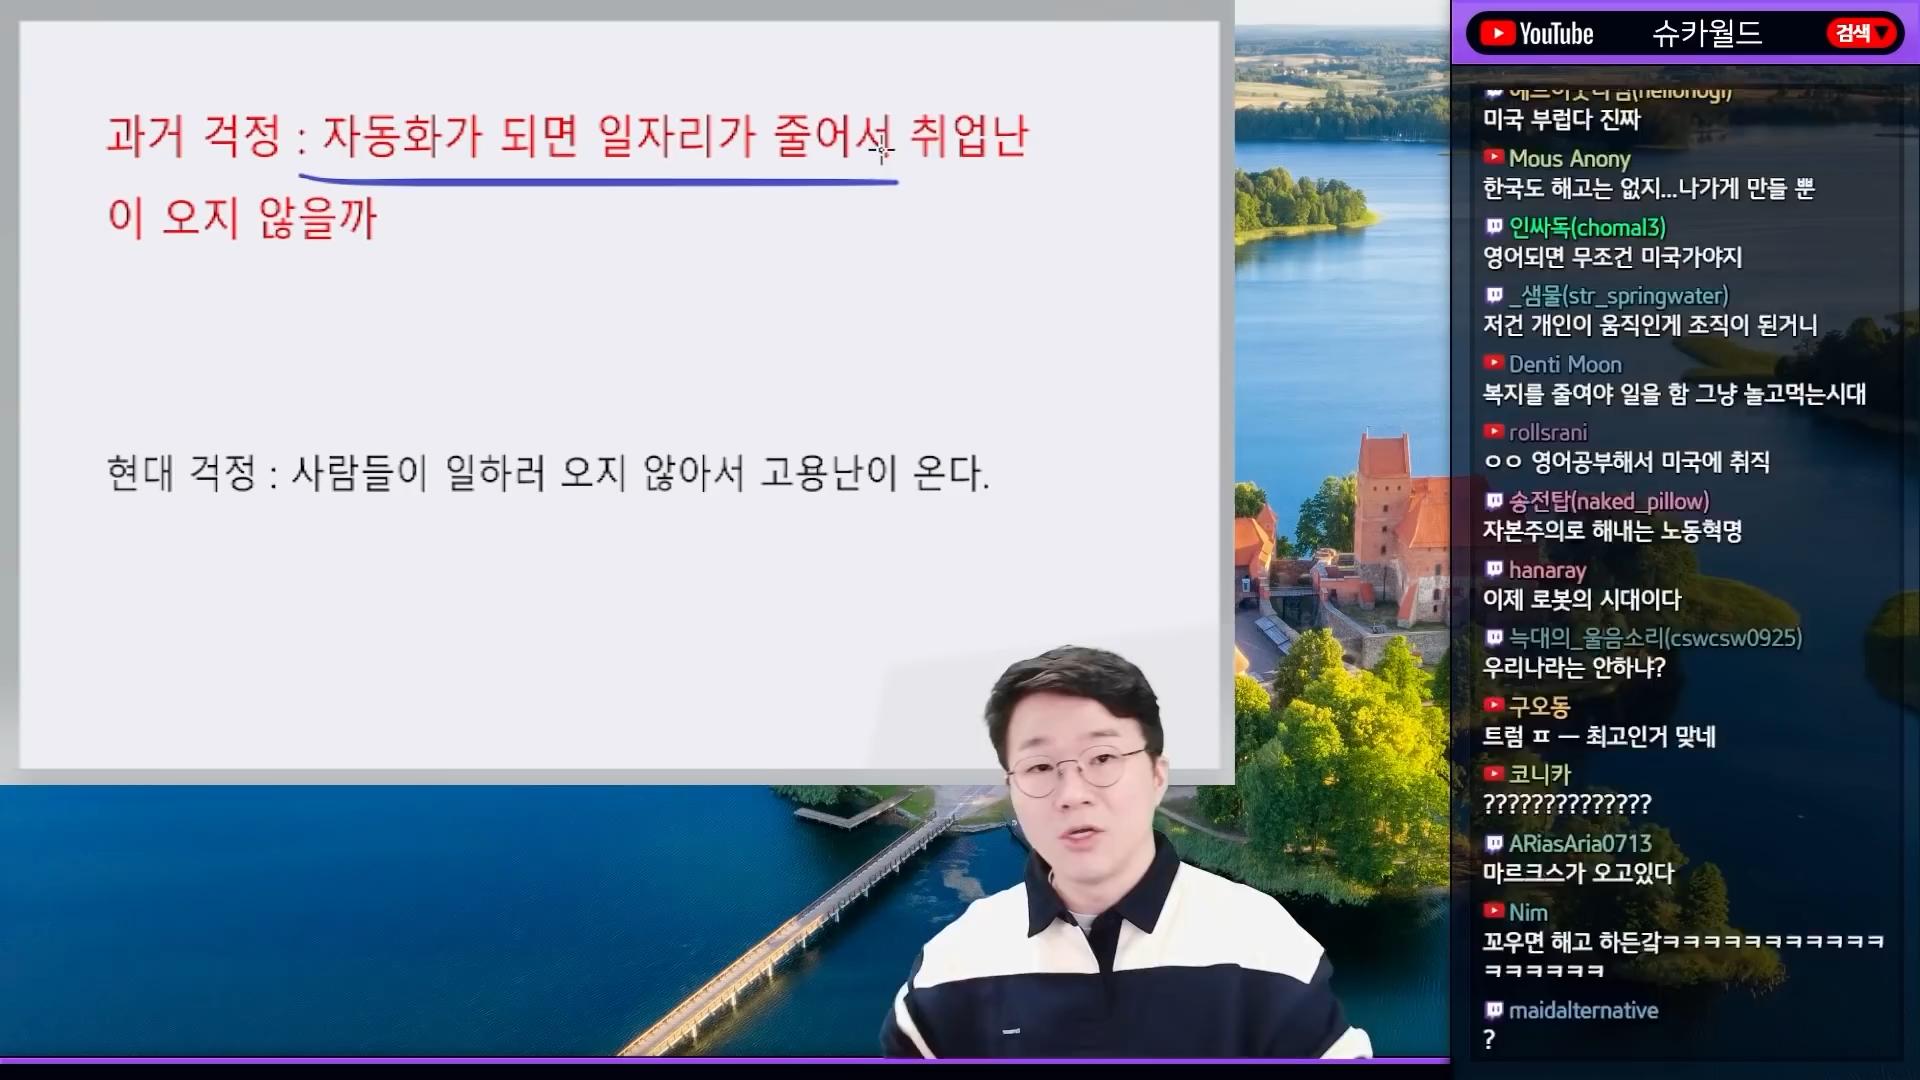 과거 걱정 : 자동화가 되면 일자리가 줄어서 취업난
이 오지 않을까
현대 걱정 : 사람들이 일하러 오지 않아서 고용난이 온다.
YouTube 슈카월드 검색▼
미국 부럽다 진짜
Mous Anony
한국도 해고는 없지...나가게 만들 뿐
인싸독(chomal3)
영어되면 무조건 미국가야지
_샘물(str_springwater)
저건 개인이 움직인게 조직이 된거니
Denti Moon
복지를 줄여야 일을 함 그냥 놀고먹는시대
rollsrani
ㅇㅇ 영어공부해서 미국에 취직
송전탑(naked_pillow)
자본주의로 해내는 노동혁명
hanaray
이제 로봇의 시대이다
늑대의_울음소리(cswcsw0925)
우리나라는 안하냐?
구오동
트럼 ㅍ ㅡ 최고인거 맞네
코니카
??????????????
ARiasAria0713
마르크스가 오고있다
Nim
꼬우면 해고 하든갘ㅋㅋㅋㅋㅋㅋㅋㅋㅋㅋㅋ
ㅋㅋㅋㅋㅋㅋ
maidalternative
?